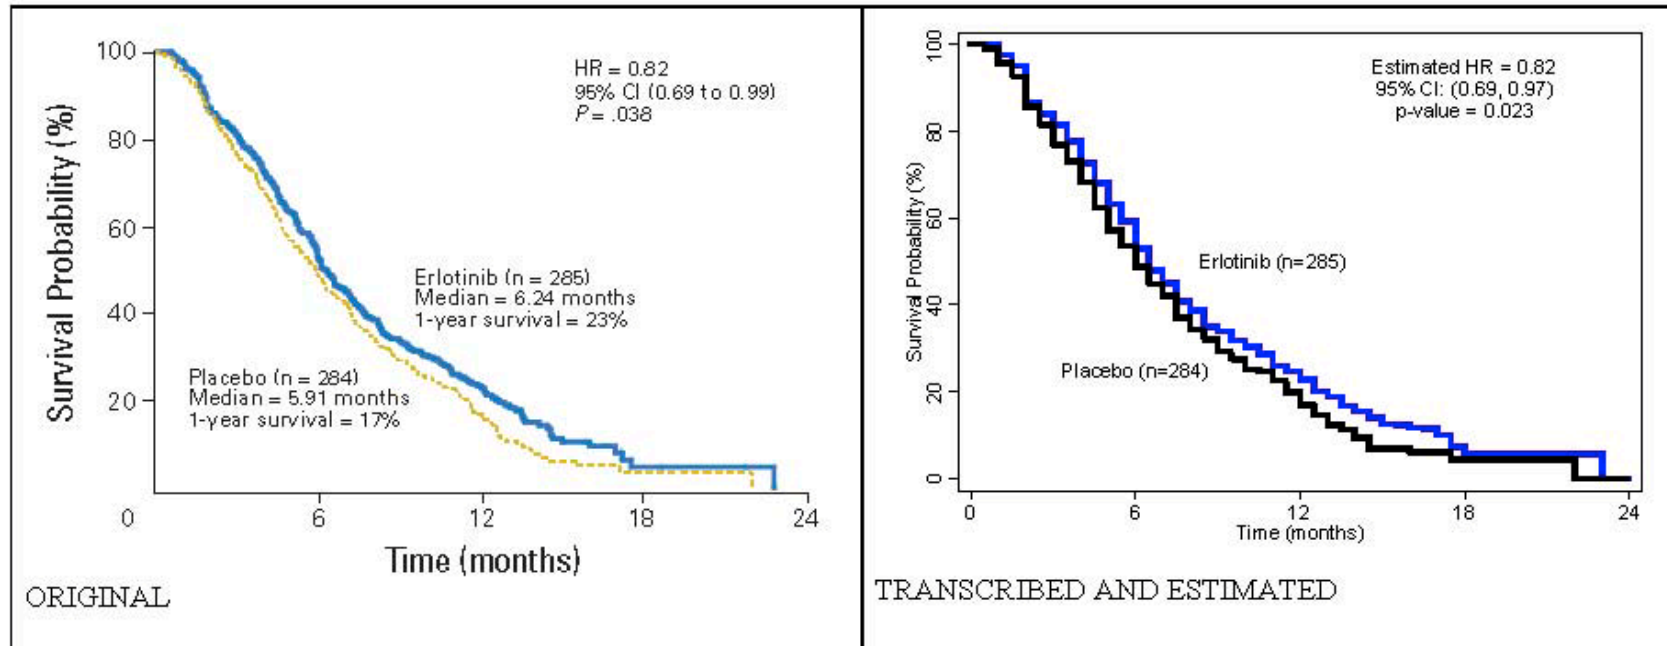 100
80
60
40
20
0
6
12
18
24
Survival Probability (%)
Time (months)
HR = 0.82
95% CI (0.69 to 0.99)
P = .038
Erlotinib (n = 285)
Median = 6.24 months
1-year survival = 23%
Placebo (n = 284)
Median = 5.91 months
1-year survival = 17%
ORIGINAL
100
80
60
40
20
0
0
6
12
18
24
Survival Probability (%)
Time (months)
Estimated HR = 0.82
95% CI: (0.69, 0.97)
p-value = 0.023
Erlotinib (n=285)
Placebo (n=284)
TRANSCRIBED AND ESTIMATED